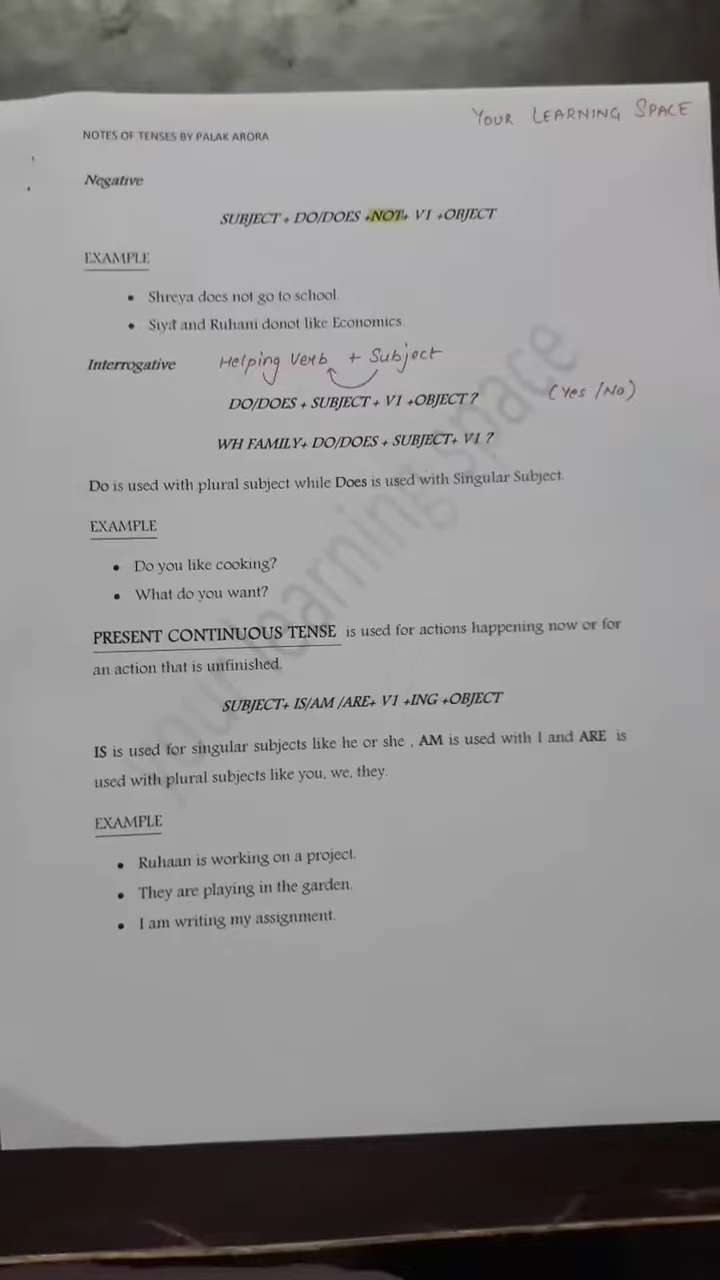 YOUR LEARNING SPACE
NOTES OF TENSES BY PALAK ARORA
Negative
SUBJECT + DO/DOES +NOT+ V1 +OBJECT
EXAMPLE
• Shreya does not go to school.
• Siya and Ruhani donot like Economics.
Interrogative Helping Verb + Subject
DO/DOES + SUBJECT + V1 +OBJECT ? (Yes /No)
WH FAMILY+ DO/DOES + SUBJECT+ V1 ?
Do is used with plural subject while Does is used with Singular Subject.
EXAMPLE
• Do you like cooking?
• What do you want?
PRESENT CONTINUOUS TENSE is used for actions happening now or for
an action that is unfinished.
SUBJECT+ IS/AM /ARE+ V1 +ING +OBJECT
IS is used for singular subjects like he or she , AM is used with I and ARE is
used with plural subjects like you, we, they.
EXAMPLE
• Ruhaan is working on a project.
• They are playing in the garden.
• I am writing my assignment.
your learning space